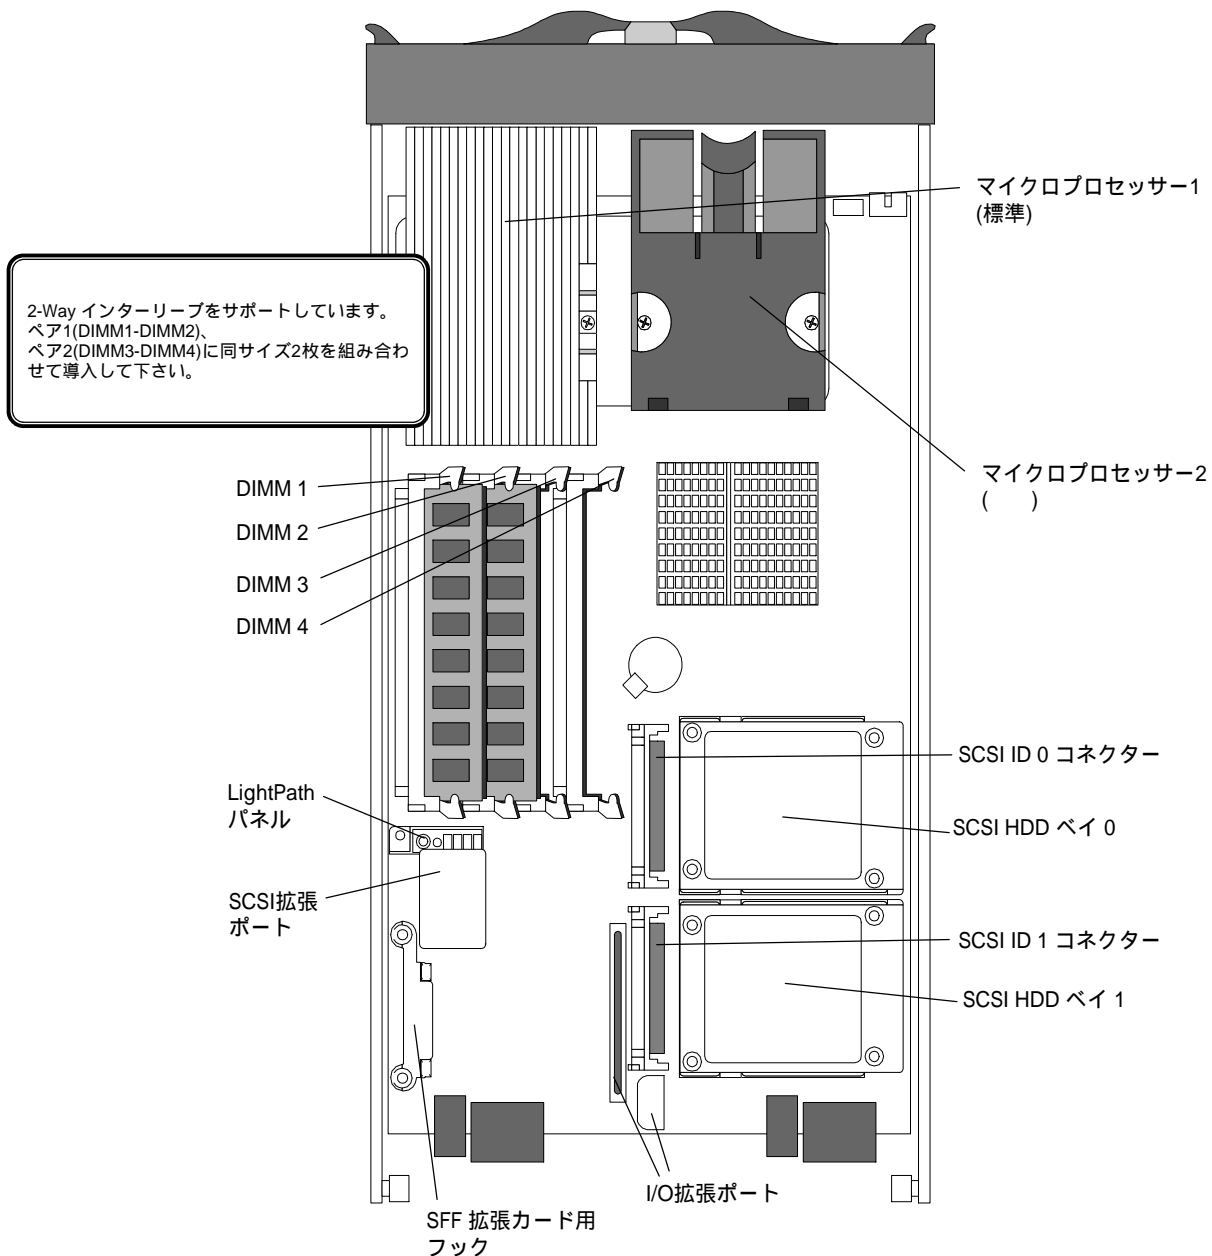 マイクロプロセッサー1
(標準)
2-Way インターリーブをサポートしています。
ペア1(DIMM1-DIMM2)、
ペア2(DIMM3-DIMM4)に同サイズ2枚を組み合わ
せて導入して下さい。
マイクロプロセッサー2
(　　)
DIMM 1
DIMM 2
DIMM 3
DIMM 4
SCSI ID 0 コネクター
LightPath
パネル
SCSI HDD ベイ 0
SCSI拡張
ポート
SCSI ID 1 コネクター
SCSI HDD ベイ 1
I/O拡張ポート
SFF 拡張カード用
フック